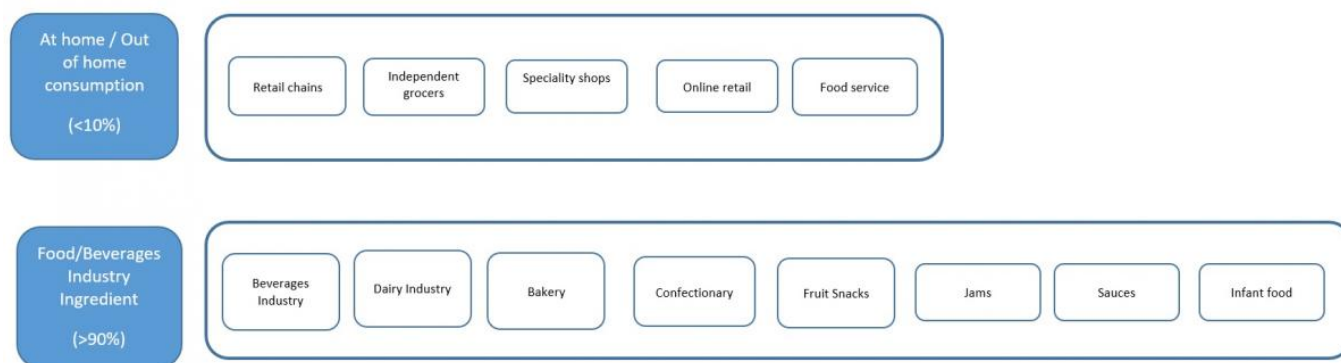 At home / Out
of home
consumption
(<10%)
Retail chains
Independent
grocers
Speciality shops
Online retail
Food service
Food/Beverages
Industry
Ingredient
(>90%)
Beverages
Industry
Dairy Industry
Bakery
Confectionary
Fruit Snacks
Jams
Sauces
Infant food